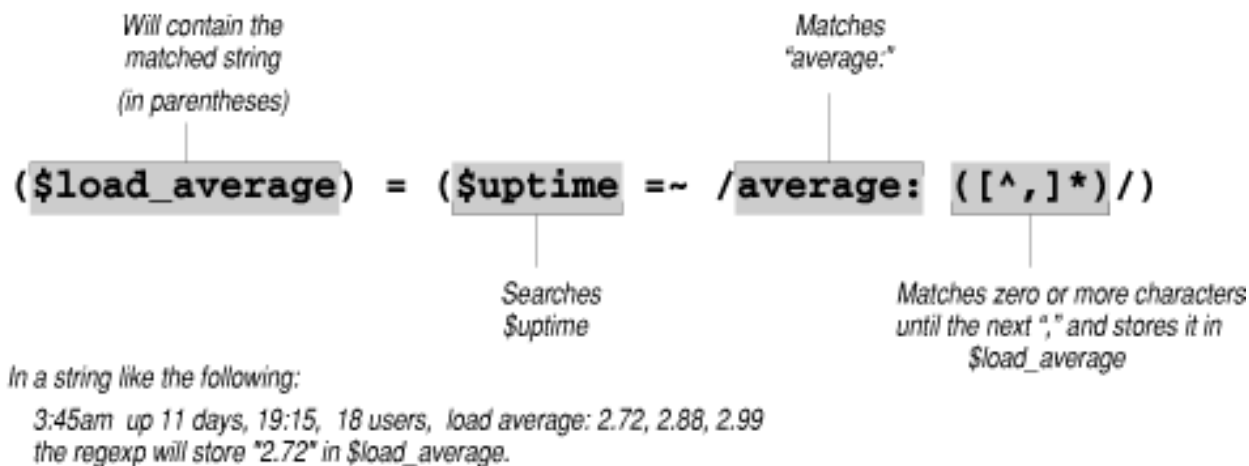 Will contain the
matched string
(in parentheses)
Matches
"average:"
($load_average) = ($uptime =~ /average: ([^,]*)/)
Searches
$uptime
Matches zero or more characters
until the next "," and stores it in
$load_average
In a string like the following:
3:45am up 11 days, 19:15, 18 users, load average: 2.72, 2.88, 2.99
the regexp will store "2.72" in $load_average.